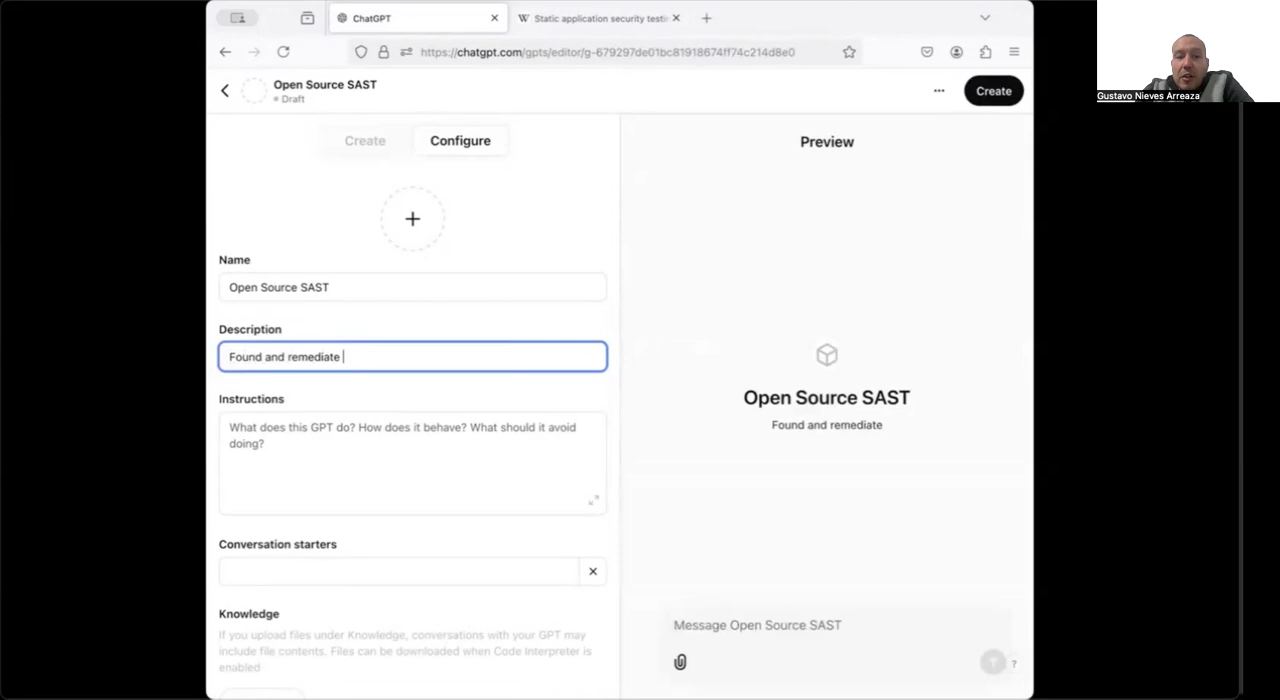 ChatGPT
Static application security testi
https://chatgpt.com/gpts/editor/g-679297de01bc81918674ff74c214d8e0
Open Source SAST
Draft
Create
Gustavo Nieves Arreaza
Create
Configure
Preview
Name
Open Source SAST
Description
Found and remediate
Open Source SAST
Found and remediate
Instructions
What does this GPT do? How does it behave? What should it avoid
doing?
Conversation starters
Knowledge
If you upload files under Knowledge, conversations with your GPT may
include file contents. Files can be downloaded when Code Interpreter is
enabled
Message Open Source SAST
?